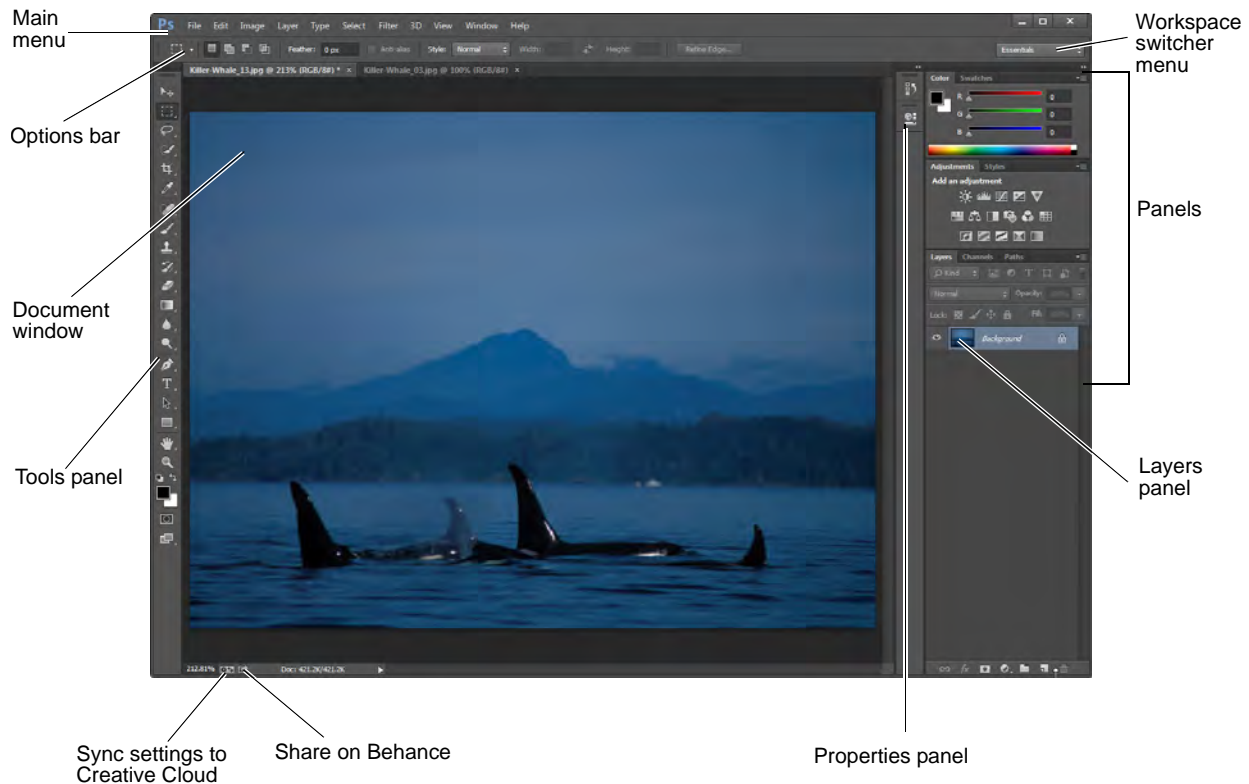 Main
menu
Ps File Edit Image Layer Type Select Filter 3D View Window Help
Workspace
switcher
menu
Feather: 0 px Anti-alias Style: Normal Width: Height: Refine Edge... Essentials
Killer-Whale_13.jpg @ 213% (RGB/8#) * × Killer-Whale_03.jpg @ 100% (RGB/8#) ×
Color Swatches
R 0
G 0
B 0
Options bar
Adjustments Styles
Add an adjustment
Panels
Layers Channels Paths
Kind
Normal Opacity:
Lock: Fill:
Background
Document
window
Tools panel
Layers
panel
212.81% Doc: 421.2K/421.2K
Sync settings to
Creative Cloud
Share on Behance
Properties panel